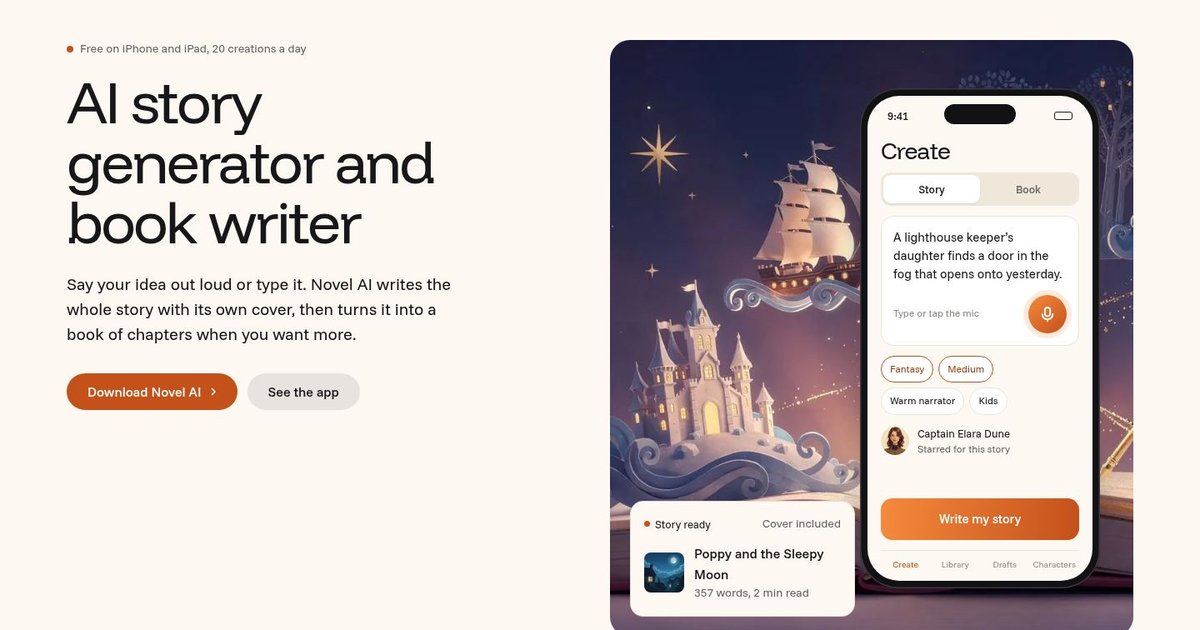 Free on iPhone and iPad, 20 creations a day
AI story
generator and
book writer
Say your idea out loud or type it. Novel AI writes the
whole story with its own cover, then turns it into a
book of chapters when you want more.
Download Novel AI
See the app
9:41
Create
Story
Book
A lighthouse keeper’s
daughter finds a door in the
fog that opens onto yesterday.
Type or tap the mic
Fantasy
Medium
Warm narrator
Kids
Captain Elara Dune
Starred for this story
Write my story
Create
Library
Drafts
Characters
Story ready
Cover included
Poppy and the Sleepy
Moon
357 words, 2 min read